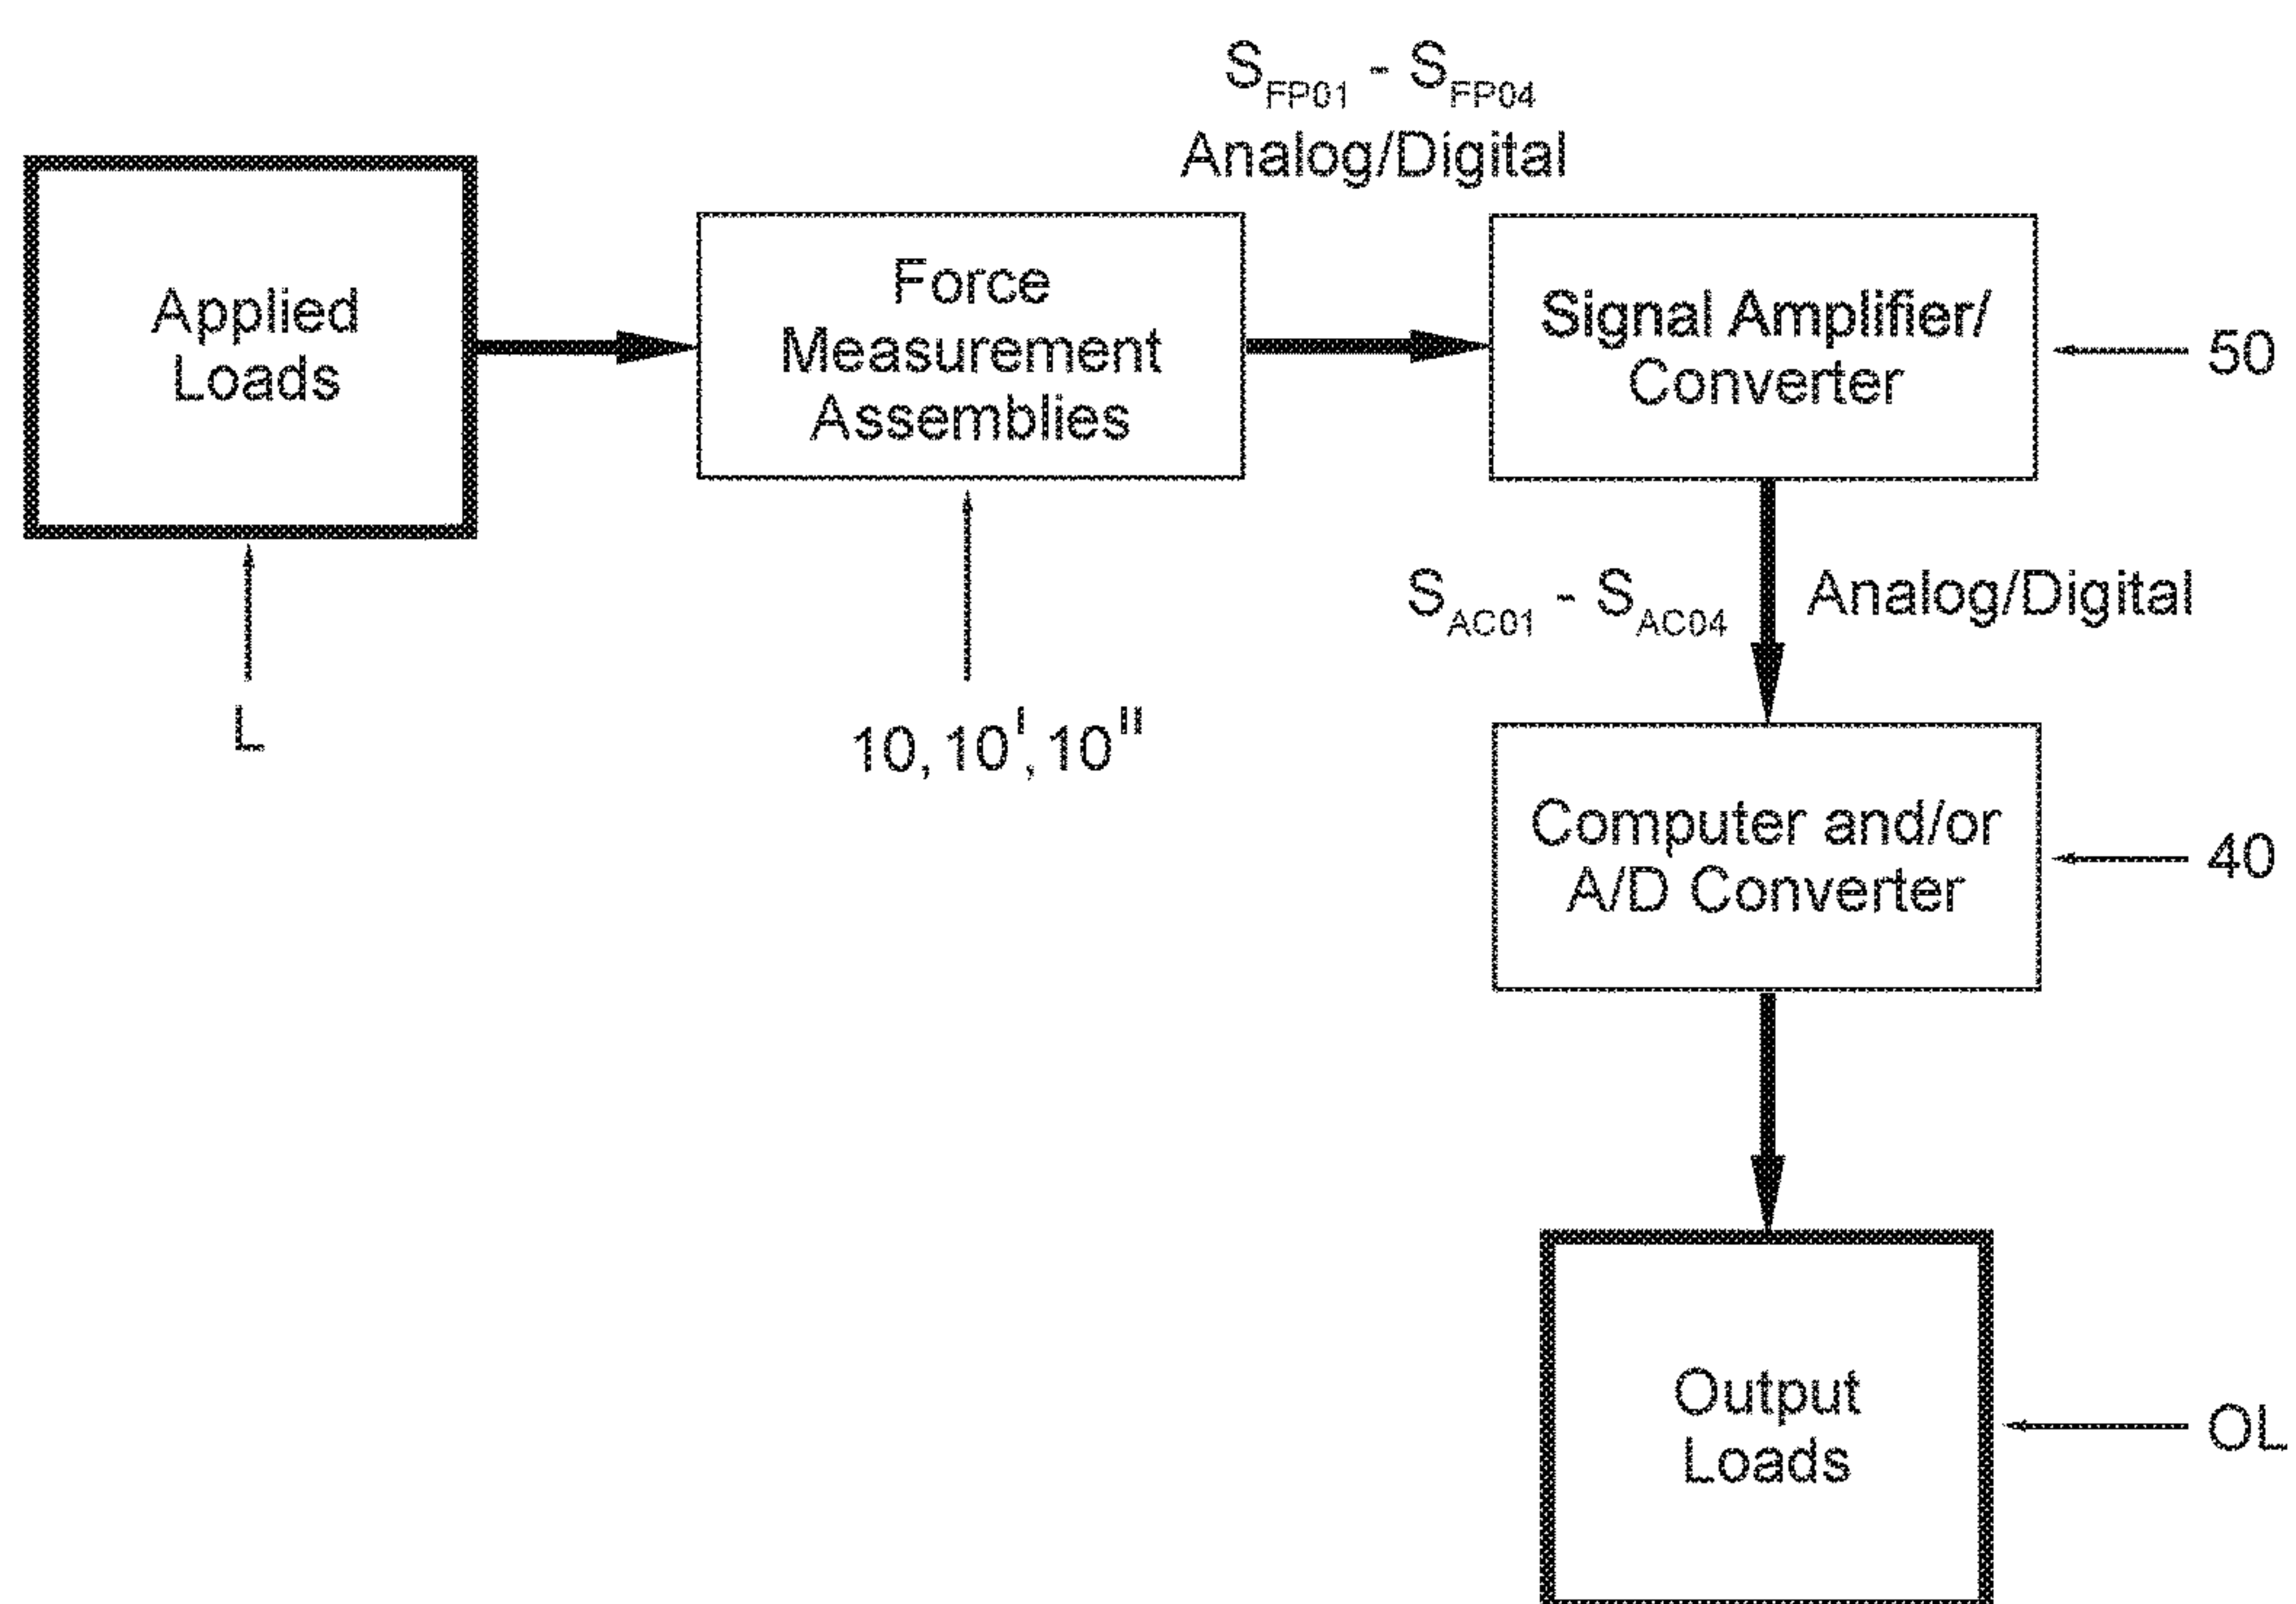 S_FP01 - S_FP04
Analog/Digital
Applied
Loads
Force
Measurement
Assemblies
Signal Amplifier/
Converter
50
S_AC01 - S_AC04
Analog/Digital
L
10, 10', 10"
Computer and/or
A/D Converter
40
Output
Loads
OL